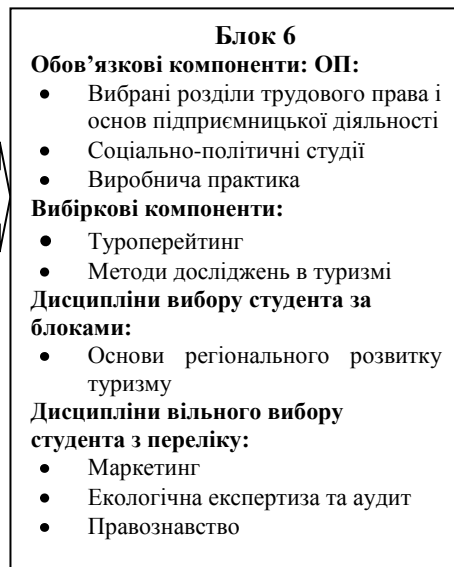 Блок 6
Обов’язкові компоненти: ОП:
• Вибрані розділи трудового права і
основ підприємницької діяльності
• Соціально-політичні студії
• Виробнича практика
Вибіркові компоненти:
• Туроперейтинг
• Методи досліджень в туризмі
Дисципліни вибору студента за
блоками:
• Основи регіонального розвитку
туризму
Дисципліни вільного вибору
студента з переліку:
• Маркетинг
• Екологічна експертиза та аудит
• Правознавство